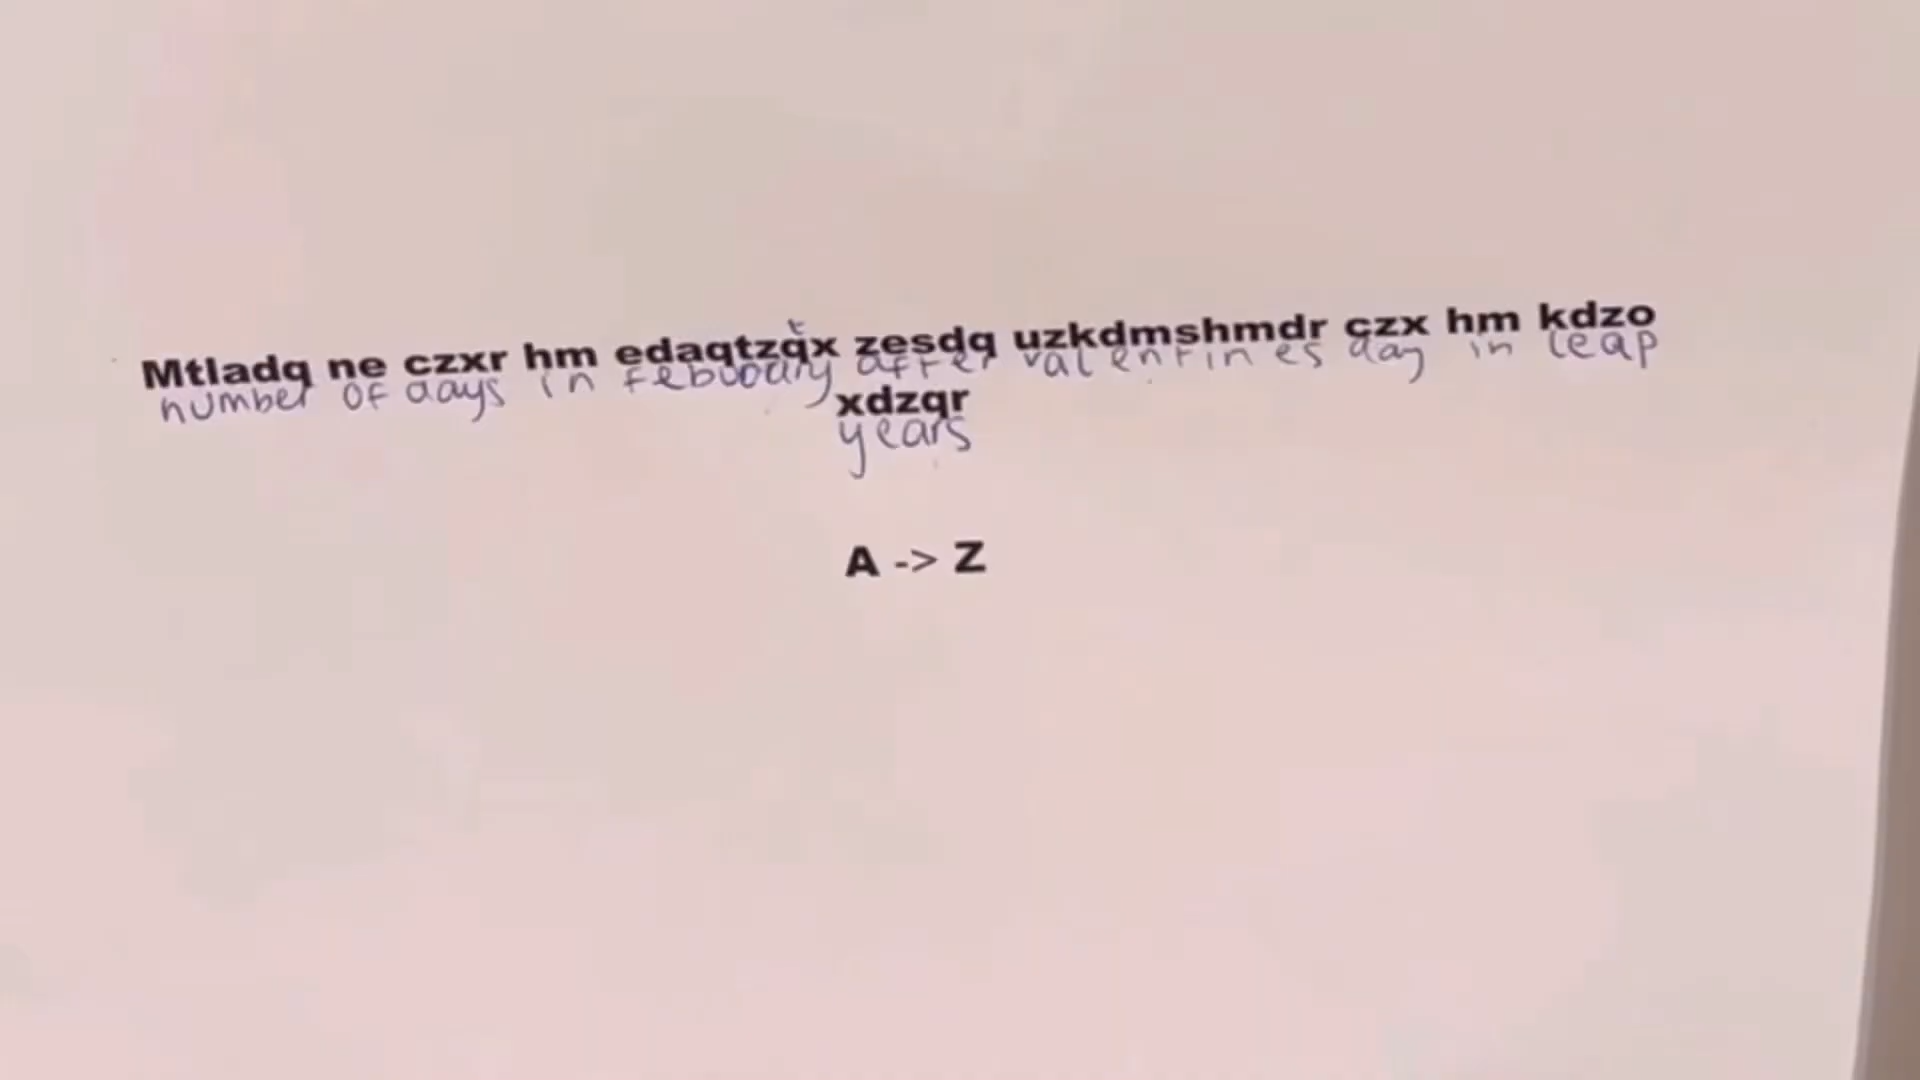 t
Mtladq ne czxr hm edaqtzqx zesdq uzkdmshmdr czx hm kdzo
number of days in februuary after valentines day in leap
xdzqr
years
A -> Z